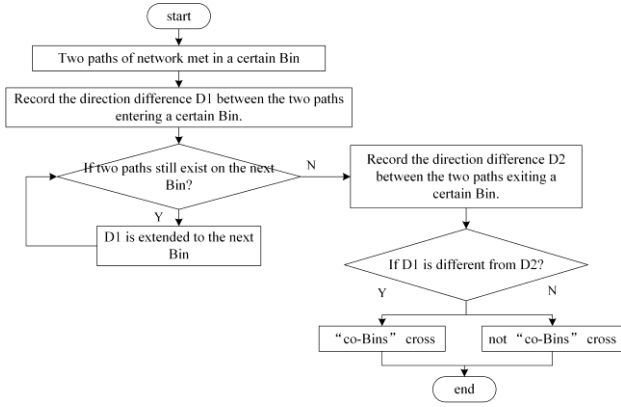 start
Two paths of network met in a certain Bin
Record the direction difference D1 between the two paths
entering a certain Bin.
If two paths still exist on the next
Bin?
N
Y
D1 is extended to the next
Bin
Record the direction difference D2
between the two paths exiting a
certain Bin.
If D1 is different from D2?
Y
N
“co-Bins” cross
not “co-Bins” cross
end